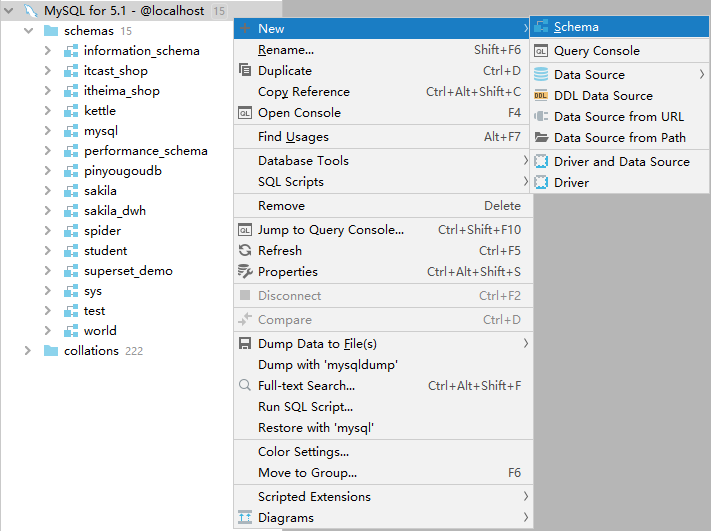 MySQL for 5.1 - @localhost 15
schemas 15
information_schema
itcast_shop
itheima_shop
kettle
mysql
performance_schema
pinyougoudb
sakila
sakila_dwh
spider
student
superset_demo
sys
test
world
collations 222
New
Rename... Shift+F6
Duplicate Ctrl+D
Copy Reference Ctrl+Alt+Shift+C
QL Open Console F4
Find Usages Alt+F7
Database Tools
SQL Scripts
Remove Delete
QL Jump to Query Console... Ctrl+Shift+F10
Refresh Ctrl+F5
Properties Ctrl+Alt+Shift+S
Disconnect Ctrl+F2
Compare Ctrl+D
Dump Data to File(s)
Dump with 'mysqldump'
Full-text Search... Ctrl+Alt+Shift+F
Run SQL Script...
Restore with 'mysql'
Color Settings...
Move to Group... F6
Scripted Extensions
Diagrams
Schema
QL Query Console
Data Source
DDL DDL Data Source
Data Source from URL
Data Source from Path
Driver and Data Source
Driver